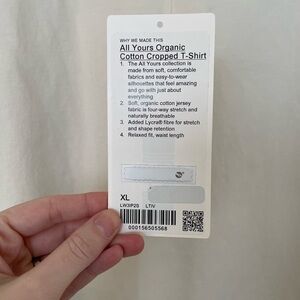 WHY WE MADE THIS
All Yours Organic
Cotton Cropped T-Shirt
1. The All Yours collection is
made from soft, comfortable
fabrics and easy-to-wear
silhouettes that feel amazing
and go with just about
everything
2. Soft, organic cotton jersey
fabric is four-way stretch and
naturally breathable
3. Added Lycra® fibre for stretch
and shape retention
4. Relaxed fit, waist length
XL
LW3IP2S LTIV
000156505568